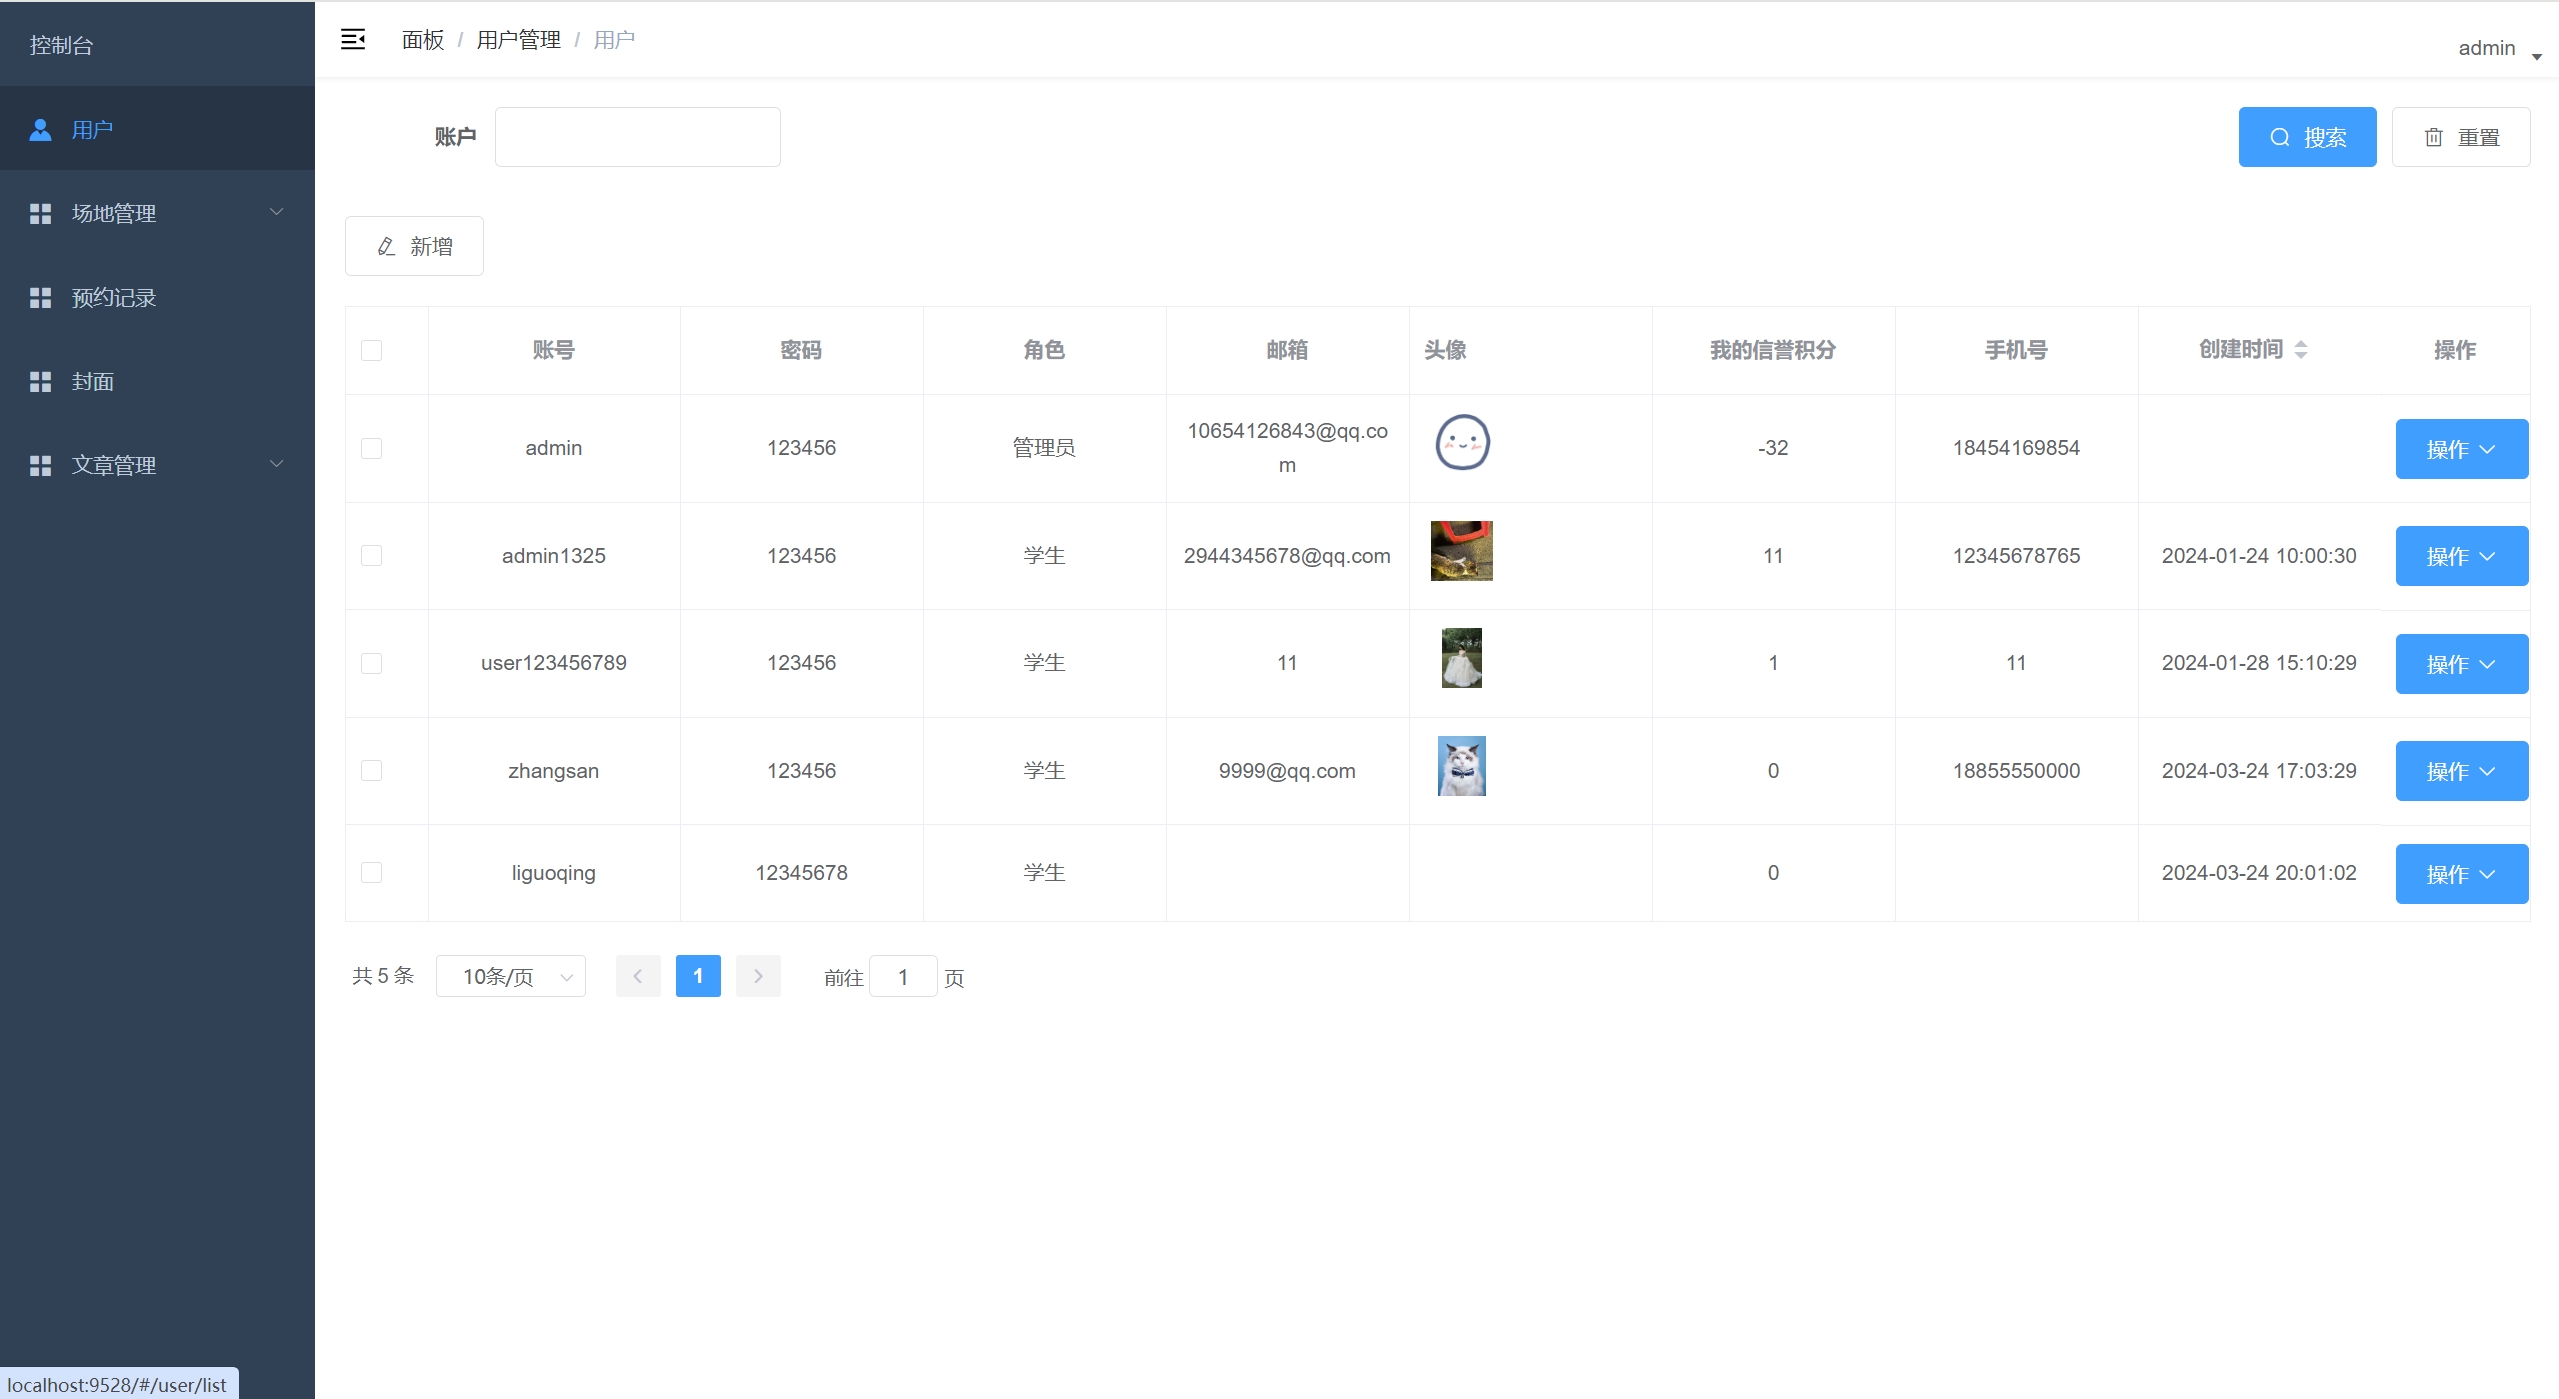 控制台
用户
场地管理
预约记录
封面
文章管理
面板 / 用户管理 / 用户
admin
账户
搜索
重置
新增
账号 密码 角色 邮箱 头像 我的信誉积分 手机号 创建时间 操作
admin 123456 管理员 10654126843@qq.co -32 18454169854 操作
m
admin1325 123456 学生 2944345678@qq.com 11 12345678765 2024-01-24 10:00:30 操作
user123456789 123456 学生 11 1 11 2024-01-28 15:10:29 操作
zhangsan 123456 学生 9999@qq.com 0 18855550000 2024-03-24 17:03:29 操作
liguoqing 12345678 学生 0 2024-03-24 20:01:02 操作
共 5 条 10条/页 1 前往 1 页
localhost:9528/#/user/list